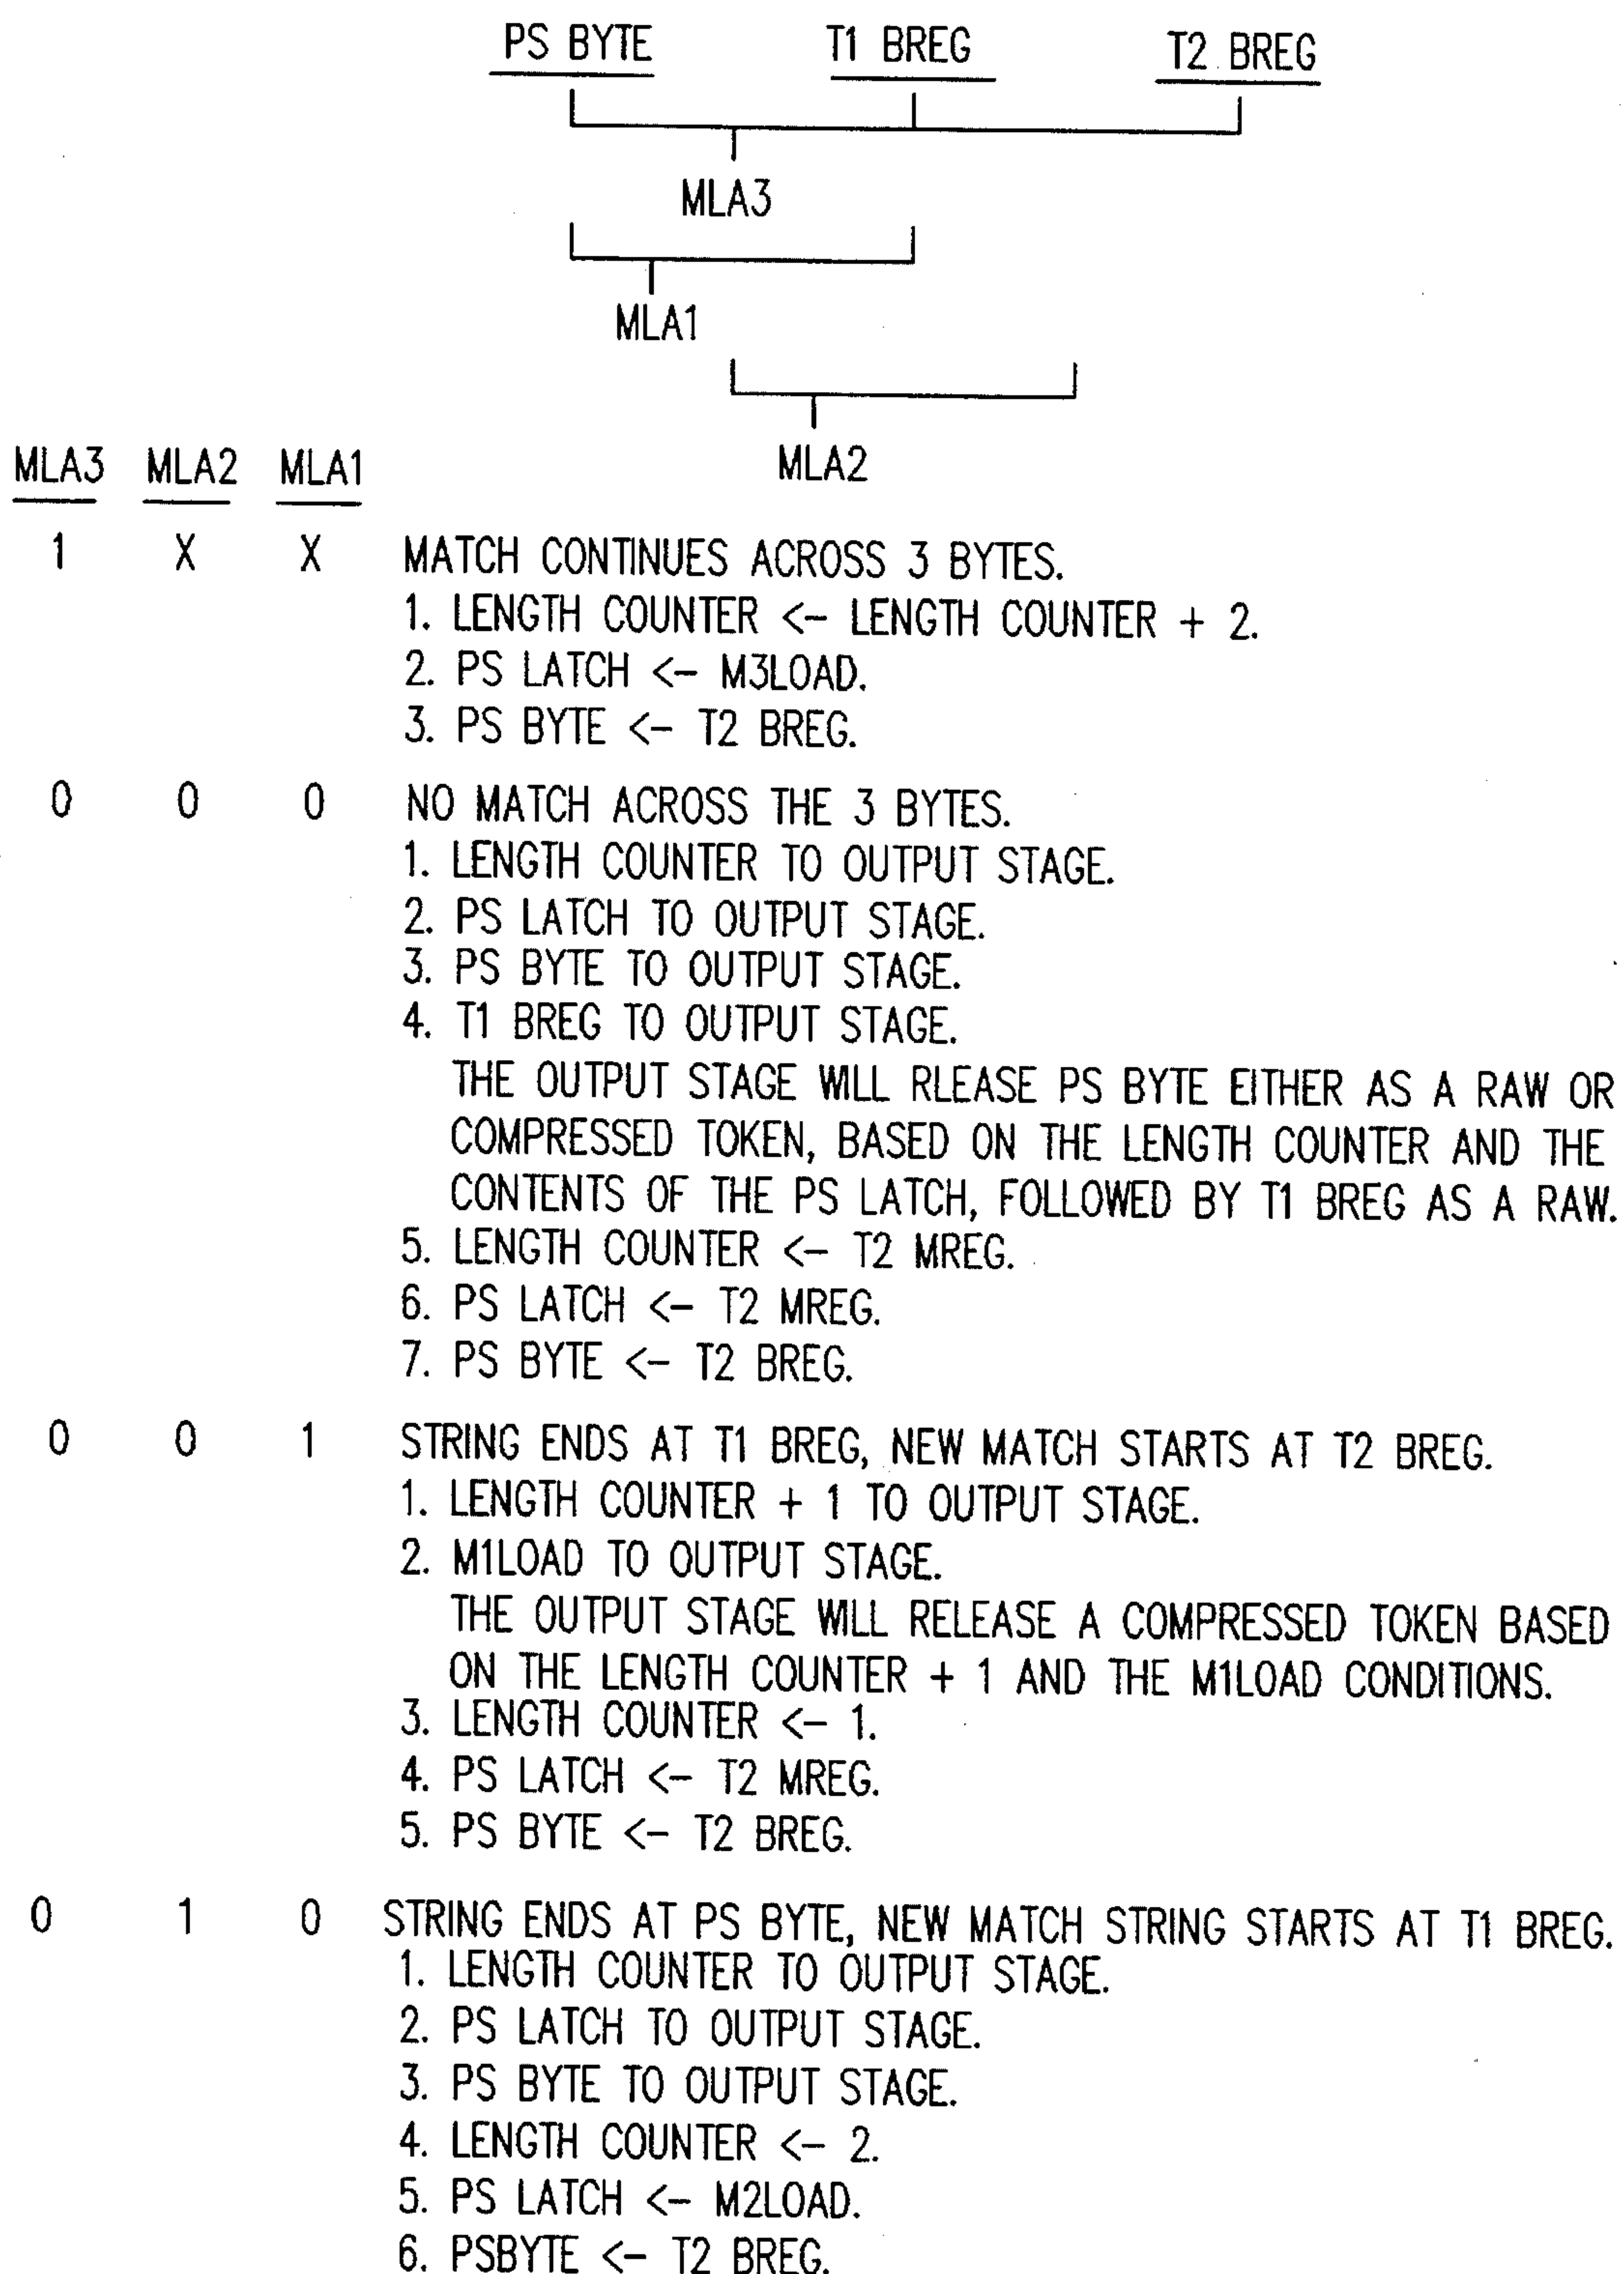 PS BYTE T1 BREG T2 BREG
MLA3
MLA1
MLA2
MLA3 MLA2 MLA1
1 X X MATCH CONTINUES ACROSS 3 BYTES.
1. LENGTH COUNTER <- LENGTH COUNTER + 2.
2. PS LATCH <- M3LOAD.
3. PS BYTE <- T2 BREG.
0 0 0 NO MATCH ACROSS THE 3 BYTES.
1. LENGTH COUNTER TO OUTPUT STAGE.
2. PS LATCH TO OUTPUT STAGE.
3. PS BYTE TO OUTPUT STAGE.
4. T1 BREG TO OUTPUT STAGE.
THE OUTPUT STAGE WILL RLEASE PS BYTE EITHER AS A RAW OR
COMPRESSED TOKEN, BASED ON THE LENGTH COUNTER AND THE
CONTENTS OF THE PS LATCH, FOLLOWED BY T1 BREG AS A RAW.
5. LENGTH COUNTER <- T2 MREG.
6. PS LATCH <- T2 MREG.
7. PS BYTE <- T2 BREG.
0 0 1 STRING ENDS AT T1 BREG, NEW MATCH STARTS AT T2 BREG.
1. LENGTH COUNTER + 1 TO OUTPUT STAGE.
2. M1LOAD TO OUTPUT STAGE.
THE OUTPUT STAGE WILL RELEASE A COMPRESSED TOKEN BASED
ON THE LENGTH COUNTER + 1 AND THE M1LOAD CONDITIONS.
3. LENGTH COUNTER <- 1.
4. PS LATCH <- T2 MREG.
5. PS BYTE <- T2 BREG.
0 1 0 STRING ENDS AT PS BYTE, NEW MATCH STRING STARTS AT T1 BREG.
1. LENGTH COUNTER TO OUTPUT STAGE.
2. PS LATCH TO OUTPUT STAGE.
3. PS BYTE TO OUTPUT STAGE.
4. LENGTH COUNTER <- 2.
5. PS LATCH <- M2LOAD.
6. PSBYTE <- T2 BREG.